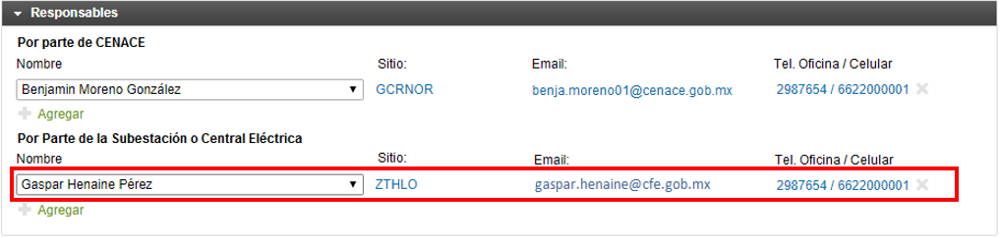 Responsables
Por parte de CENACE
Nombre Sitio: Email: Tel. Oficina / Celular
Benjamin Moreno González GCRNOR benja.moreno01@cenace.gob.mx 2987654 / 6622000001
Agregar
Por Parte de la Subestación o Central Eléctrica
Nombre Sitio: Email: Tel. Oficina / Celular
Gaspar Henaine Pérez ZTHLO gaspar.henaine@cfe.gob.mx 2987654 / 6622000001
Agregar